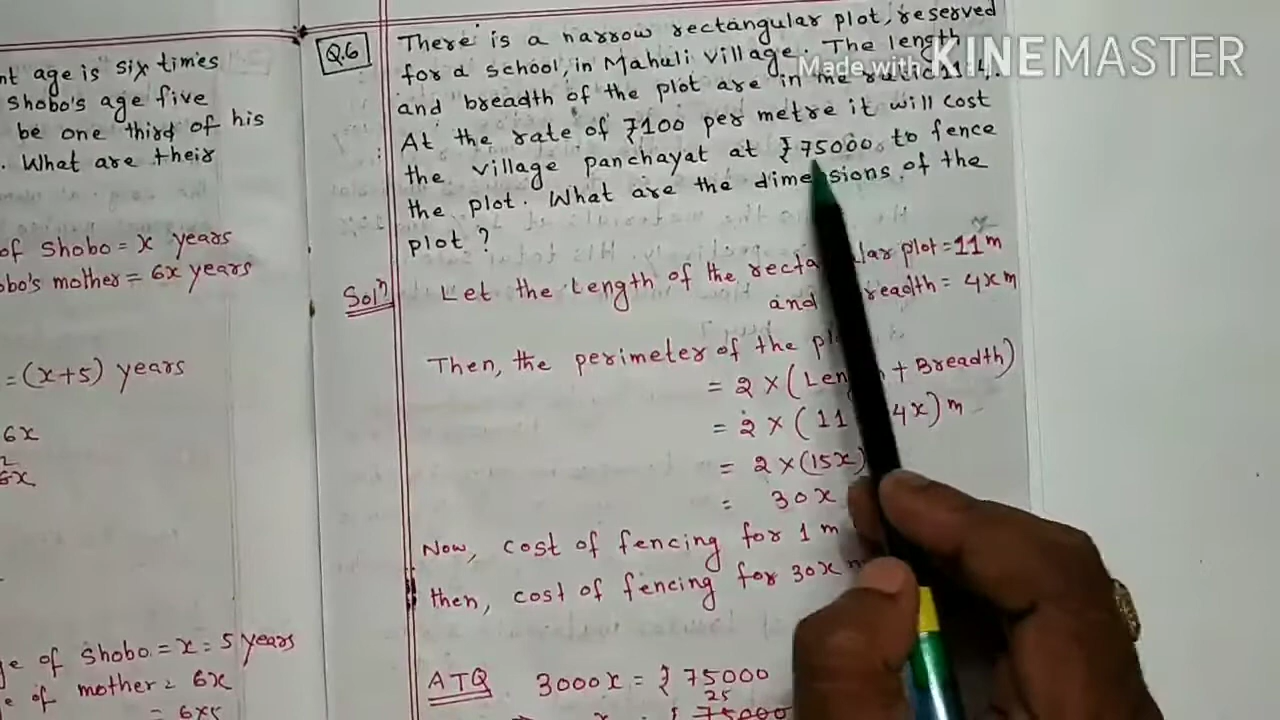 nt age is six times
shobo's age five
be one third of his
. What are their
of shobo = x years
obo's mother = 6x years
= (x+5) years
6x
ge of shobo = x = 5 years
e of mother = 6x
= 6x5
Made with KINEMASTER
Q.6 There is a narrow rectangular plot, reserved
for a school, in Mahuli village. The length
and breadth of the plot are in the ratio 11:4.
At the rate of ₹100 per metre it will cost
the village panchayat at ₹75000 to fence
the plot. What are the dimensions of the
plot ?
Solⁿ Let the length of the recta lar plot = 11 m
and readth = 4x m
Then, the perimeter of the pl
= 2 × (Len + Breadth)
= 2 × (11 4x) m
= 2 × (15x)
= 30x
Now, cost of fencing for 1 m
then, cost of fencing for 30x m
ATQ 3000x = ₹ 75000
25
75000